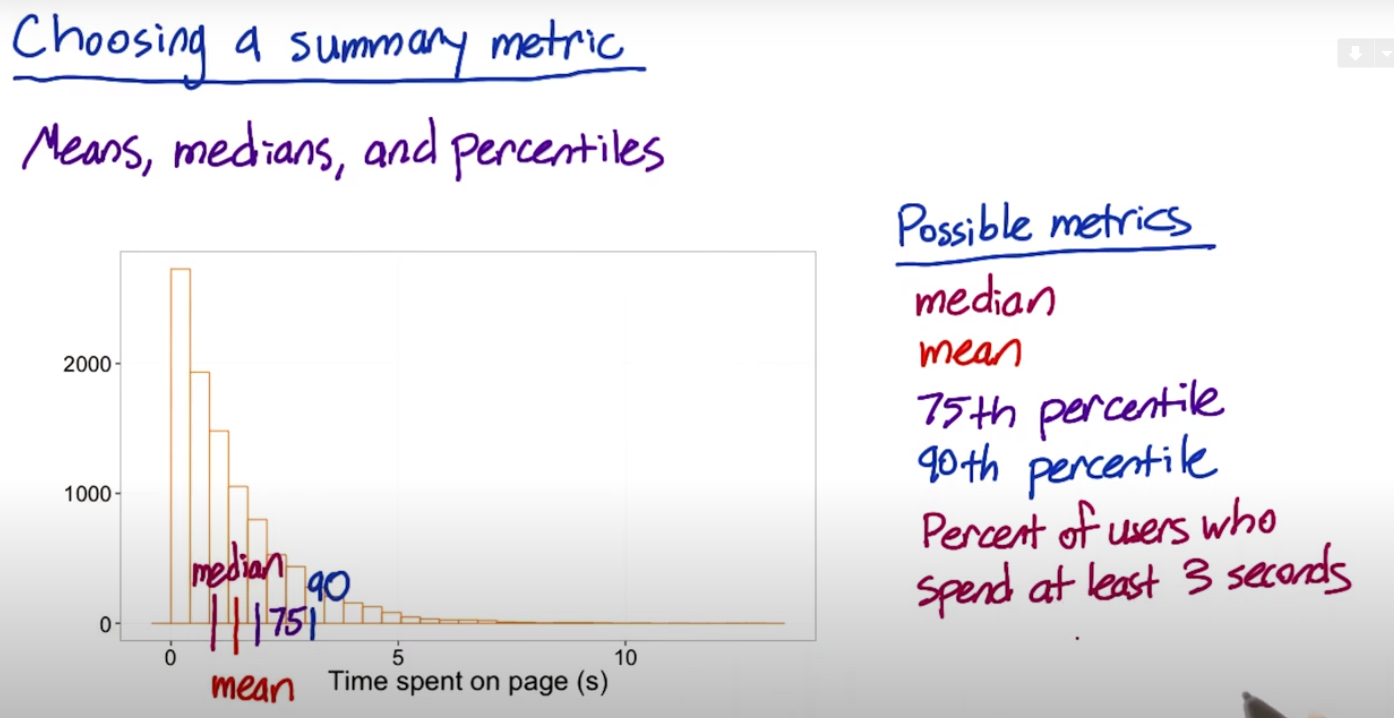 Choosing a summary metric
Means, medians, and percentiles
2000
1000
0
median
90
75
0
5
10
mean
Time spent on page (s)
Possible metrics
median
mean
75th percentile
90th percentile
Percent of users who
spend at least 3 seconds